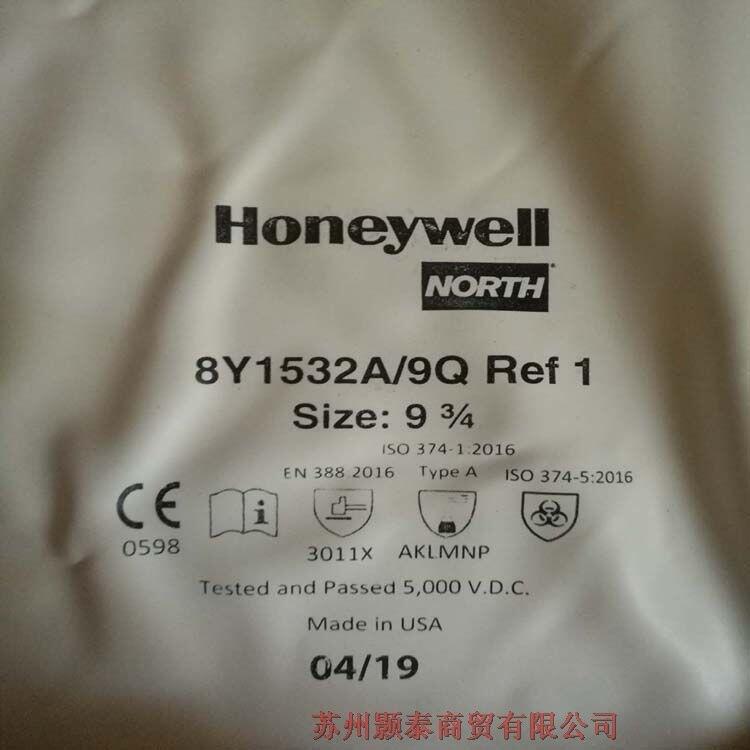 Honeywell
NORTH
8Y1532A/9Q Ref 1
Size: 9 ¾
ISO 374-1:2016
EN 388 2016 Type A ISO 374-5:2016
CE
0598
3011X AKLMNP
Tested and Passed 5,000 V.D.C.
Made in USA
04/19
苏州颢泰商贸有限公司